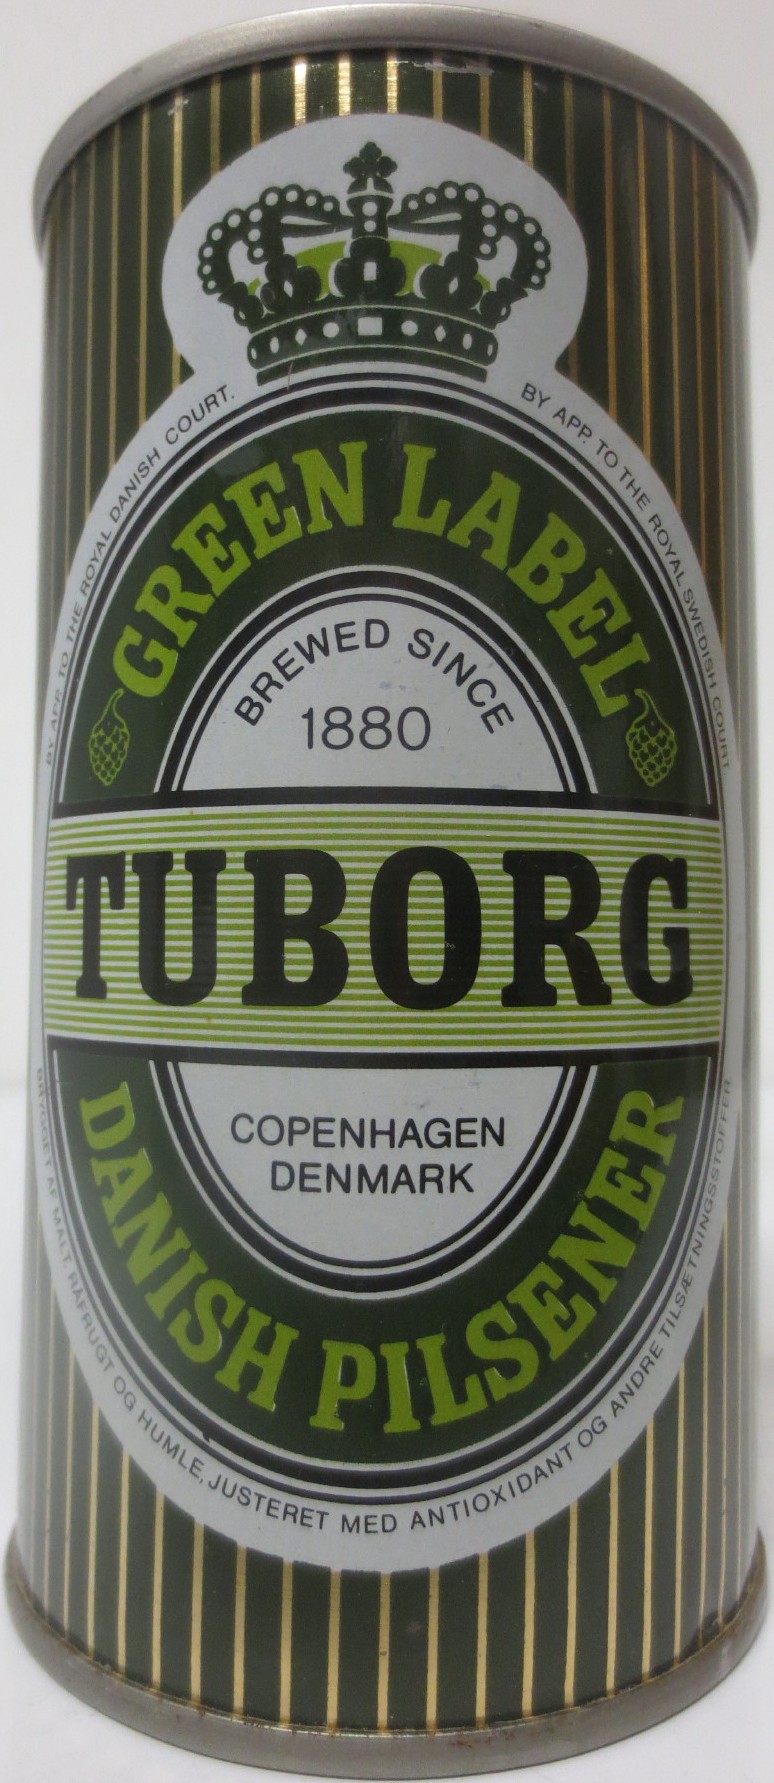 BY APP. TO THE ROYAL DANISH COURT.
BY APP. TO THE ROYAL SWEDISH COURT.
GREEN LABEL
BREWED SINCE
1880
TUBORG
COPENHAGEN
DENMARK
DANISH PILSENER
BRYGGET AF MALT, RÅFRUGT OG HUMLE, JUSTERET MED ANTIOXIDANT OG ANDRE TILSÆTNINGSSTOFFER